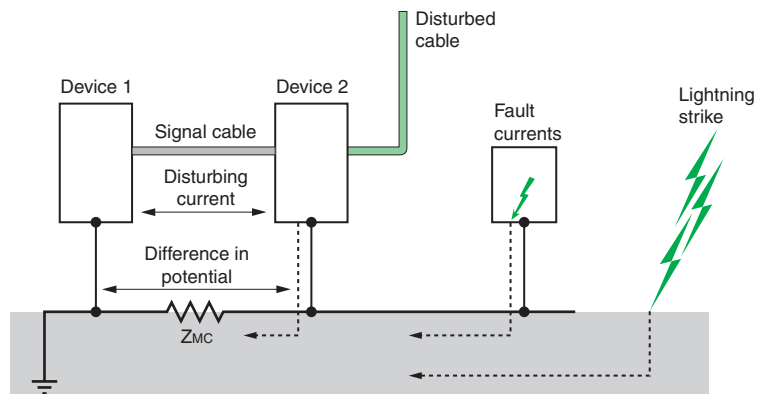 Disturbed
cable
Device 1
Device 2
Signal cable
Fault
currents
Lightning
strike
Disturbing
current
Difference in
potential
ZMC